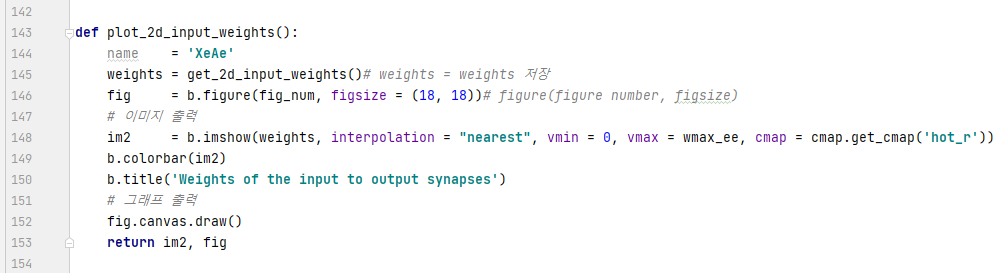 142
143 def plot_2d_input_weights():
144     name    = 'XeAe'
145     weights = get_2d_input_weights()# weights = weights 저장
146     fig     = b.figure(fig_num, figsize = (18, 18))# figure(figure number, figsize)
147     # 이미지 출력
148     im2     = b.imshow(weights, interpolation = "nearest", vmin = 0, vmax = wmax_ee, cmap = cmap.get_cmap('hot_r'))
149     b.colorbar(im2)
150     b.title('Weights of the input to output synapses')
151     # 그래프 출력
152     fig.canvas.draw()
153     return im2, fig
154